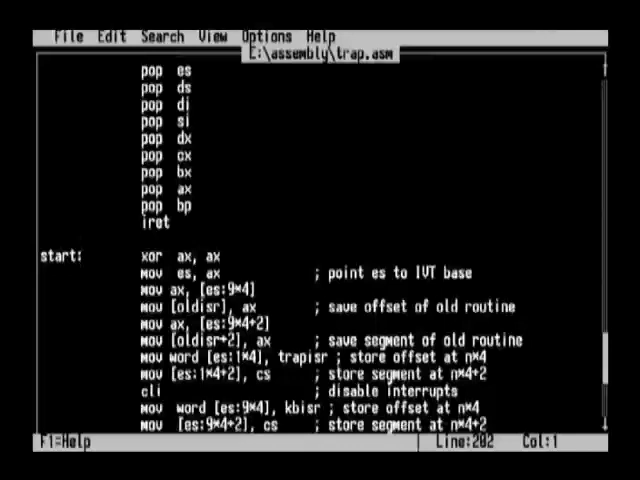 File Edit Search View Options Help
E:\assembly\trap.asm
pop es
pop ds
pop di
pop si
pop dx
pop cx
pop bx
pop ax
pop bp
iret
start: xor ax, ax
mov es, ax ; point es to IVT base
mov ax, [es:9*4]
mov [oldisr], ax ; save offset of old routine
mov ax, [es:9*4+2]
mov [oldisr+2], ax ; save segment of old routine
mov word [es:1*4], trapisr ; store offset at n*4
mov [es:1*4+2], cs ; store segment at n*4+2
cli ; disable interrupts
mov word [es:9*4], kbisr ; store offset at n*4
mov [es:9*4+2], cs ; store segment at n*4+2
F1=Help Line:202 Col:1